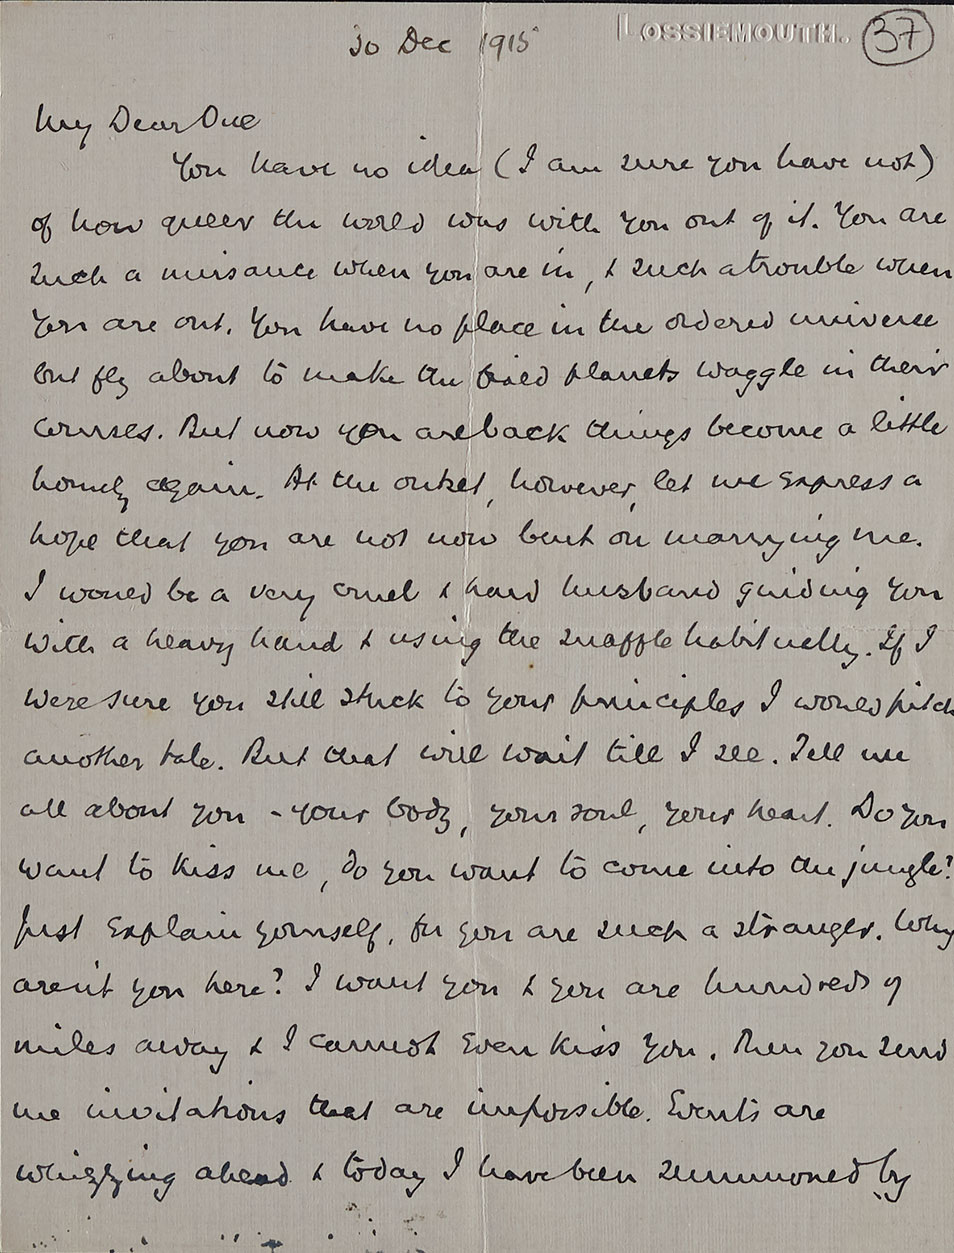 30 Dec 1915 LOSSIEMOUTH. 37
My Dear One
You have no idea (I am sure you have not)
of how queer the world was with you out of it. You are
such a nuisance when you are in, & such a trouble when
you are out. You have no place in the ordered universe
but fly about to make the fixed planets waggle in their
courses. But now you are back things become a little
homely again. At the outset, however, let me express a
hope that you are not now bent on marrying me.
I would be a very cruel & hard husband guiding you
with a heavy hand & using the snaffle habitually. If I
were sure you still stuck to your principles I would pitch
another tale. But that will wait till I see. Tell me
all about you - your body, your soul, your heart. Do you
want to kiss me, do you want to come into the jungle?
Just explain yourself, for you are such a stranger. Why
aren't you here? I want you & you are hundreds of
miles away & I cannot even kiss you. Then you send
me invitations that are impossible. Events are
whizzing ahead & today I have been summoned by